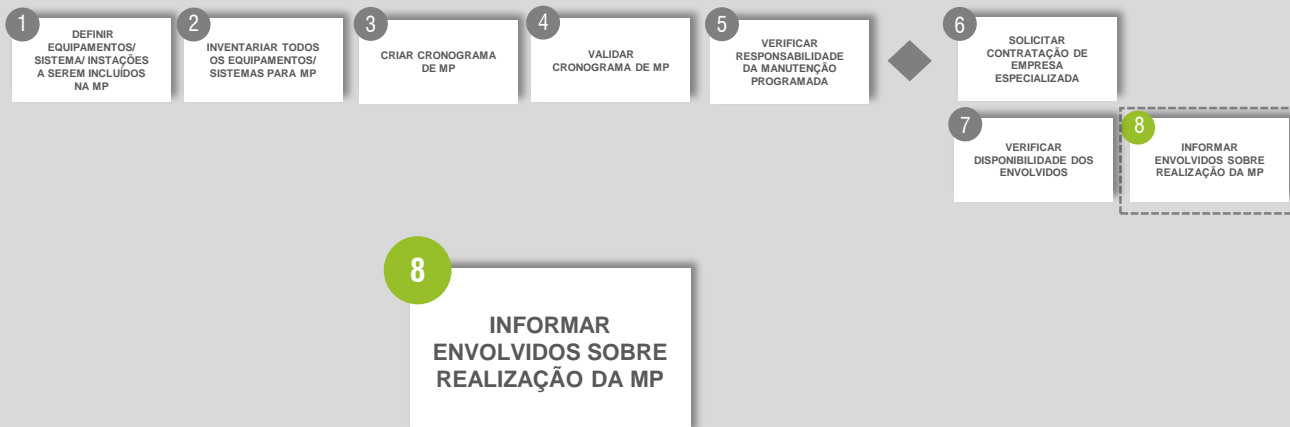 1
DEFINIR
EQUIPAMENTOS/
SISTEMA/ INSTAÇÕES
A SEREM INCLUÍDOS
NA MP
2
INVENTARIAR TODOS
OS EQUIPAMENTOS/
SISTEMAS PARA MP
3
CRIAR CRONOGRAMA
DE MP
4
VALIDAR
CRONOGRAMA DE MP
5
VERIFICAR
RESPONSABILIDADE
DA MANUTENÇÃO
PROGRAMADA
6
SOLICITAR
CONTRATAÇÃO DE
EMPRESA
ESPECIALIZADA
7
VERIFICAR
DISPONIBILIDADE DOS
ENVOLVIDOS
8
INFORMAR
ENVOLVIDOS SOBRE
REALIZAÇÃO DA MP
8
INFORMAR
ENVOLVIDOS SOBRE
REALIZAÇÃO DA MP